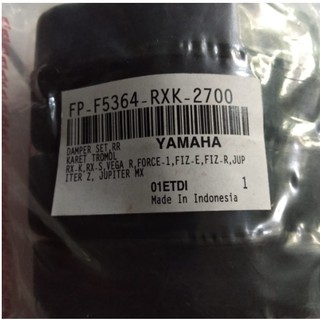 FP-F5364-RXK-2700
DAMPER SET,RR YAMAHA
KARET TROMOL
RX-K,RX-S,VEGA R,FORCE-1,FIZ-E,FIZ-R,JUP
ITER Z, JUPITER MX
01ETDI 1
Made In Indonesia